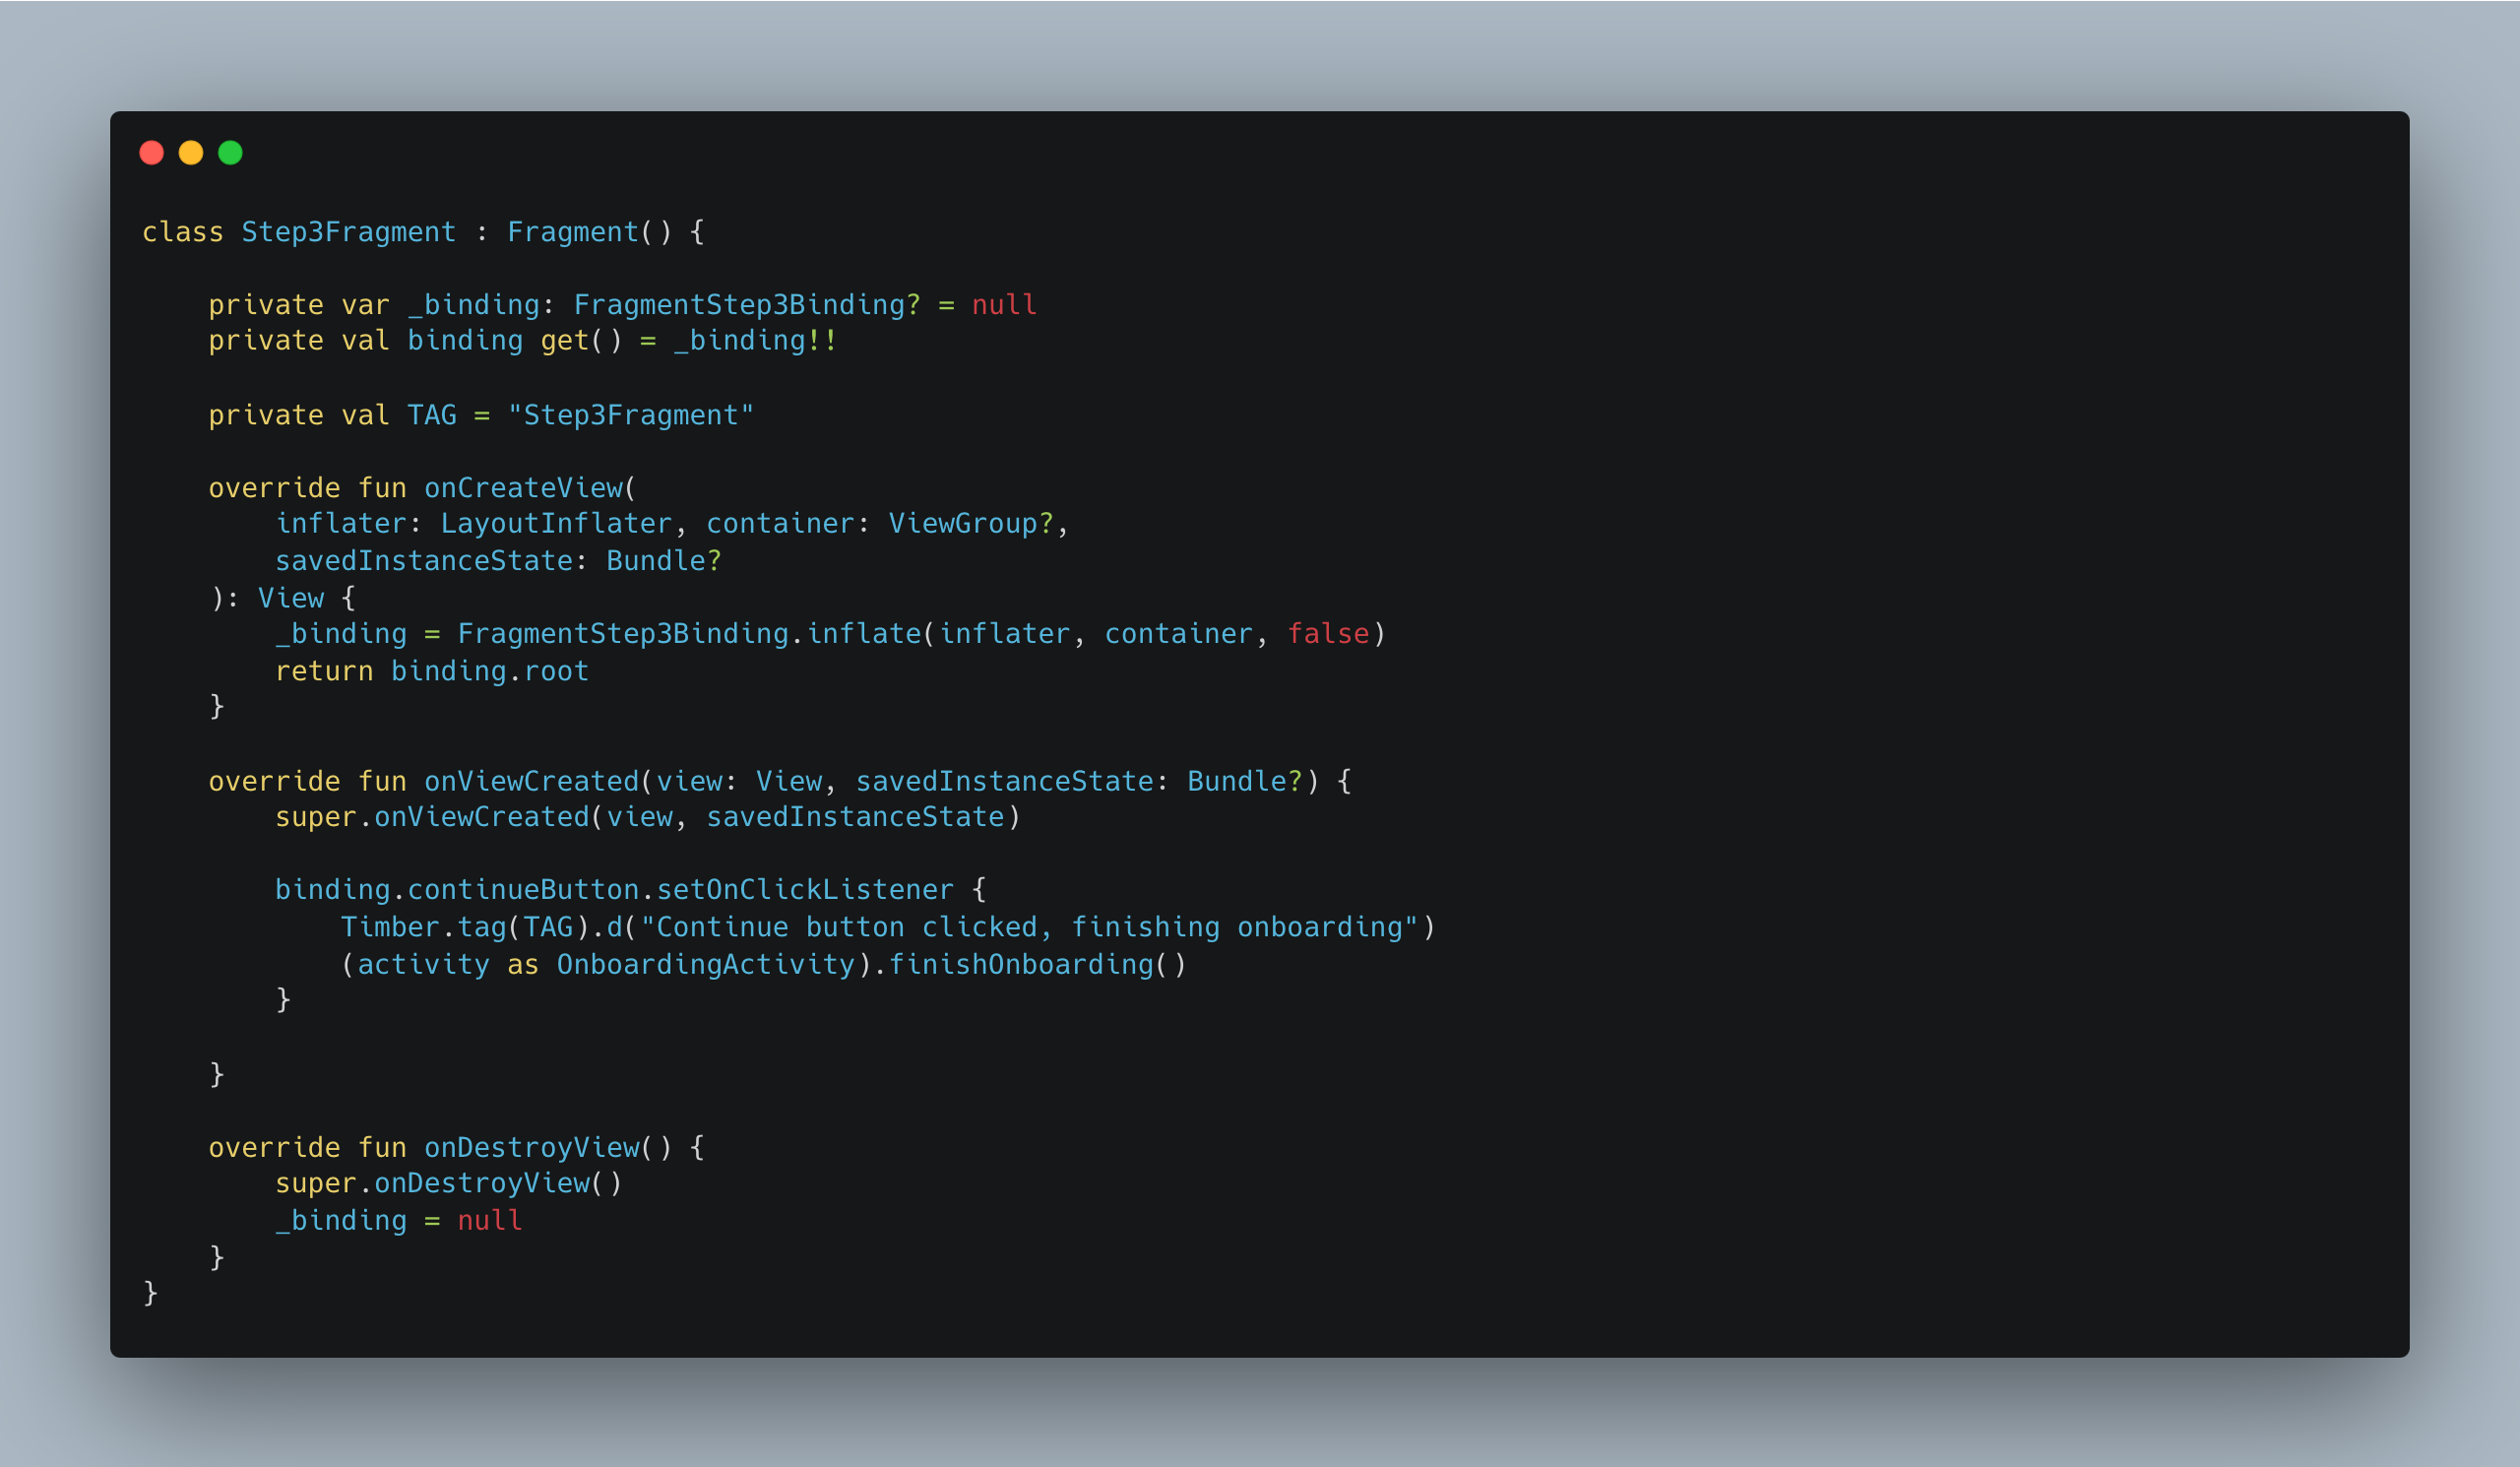 class Step3Fragment : Fragment() {
    private var _binding: FragmentStep3Binding? = null
    private val binding get() = _binding!!
    private val TAG = "Step3Fragment"
    override fun onCreateView(
        inflater: LayoutInflater, container: ViewGroup?,
        savedInstanceState: Bundle?
    ): View {
        _binding = FragmentStep3Binding.inflate(inflater, container, false)
        return binding.root
    }
    override fun onViewCreated(view: View, savedInstanceState: Bundle?) {
        super.onViewCreated(view, savedInstanceState)
        binding.continueButton.setOnClickListener {
            Timber.tag(TAG).d("Continue button clicked, finishing onboarding")
            (activity as OnboardingActivity).finishOnboarding()
        }
    }
    override fun onDestroyView() {
        super.onDestroyView()
        _binding = null
    }
}